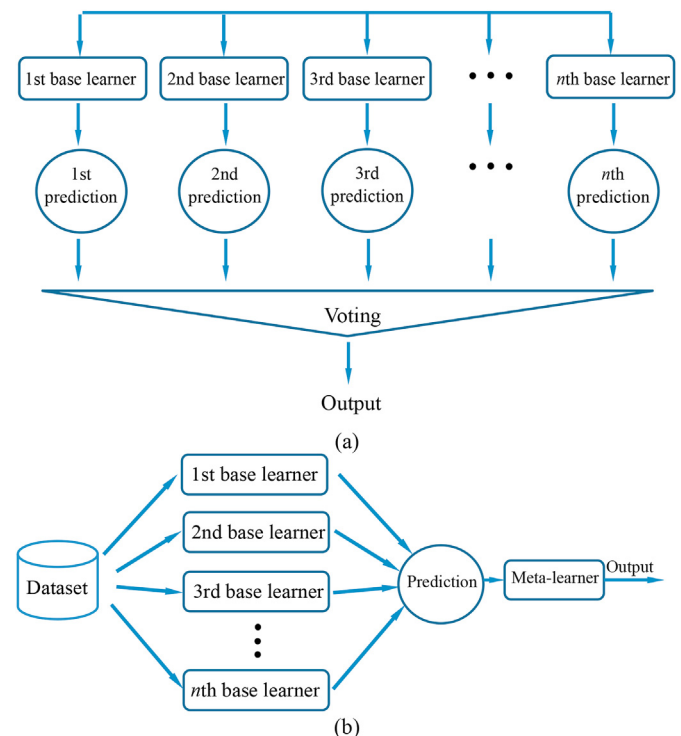 1st base learner 2nd base learner 3rd base learner nth base learner
1st 2nd 3rd nth
prediction prediction prediction prediction
Voting
Output
(a)
1st base learner
2nd base learner
Dataset
3rd base learner
nth base learner
Prediction
Meta-learner
Output
(b)